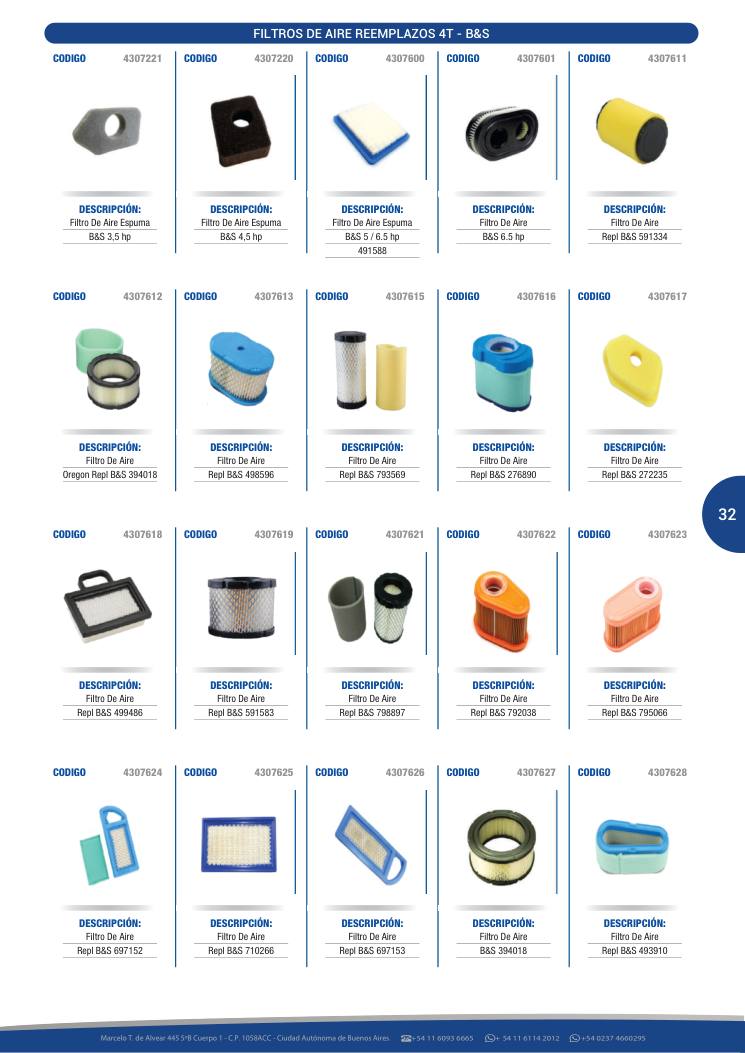 FILTROS DE AIRE REEMPLAZOS 4T - B&S
CODIGO 4307221
DESCRIPCIÓN:
Filtro De Aire Espuma
B&S 3,5 hp
CODIGO 4307220
DESCRIPCIÓN:
Filtro De Aire Espuma
B&S 4,5 hp
CODIGO 4307600
DESCRIPCIÓN:
Filtro De Aire Espuma
B&S 5 / 6.5 hp
491588
CODIGO 4307601
DESCRIPCIÓN:
Filtro De Aire
B&S 6.5 hp
CODIGO 4307611
DESCRIPCIÓN:
Filtro De Aire
Repl B&S 591334
CODIGO 4307612
DESCRIPCIÓN:
Filtro De Aire
Oregon Repl B&S 394018
CODIGO 4307613
DESCRIPCIÓN:
Filtro De Aire
Repl B&S 498596
CODIGO 4307615
DESCRIPCIÓN:
Filtro De Aire
Repl B&S 793569
CODIGO 4307616
DESCRIPCIÓN:
Filtro De Aire
Repl B&S 276890
CODIGO 4307617
DESCRIPCIÓN:
Filtro De Aire
Repl B&S 272235
32
CODIGO 4307618
DESCRIPCIÓN:
Filtro De Aire
Repl B&S 499486
CODIGO 4307619
DESCRIPCIÓN:
Filtro De Aire
Repl B&S 591583
CODIGO 4307621
DESCRIPCIÓN:
Filtro De Aire
Repl B&S 798897
CODIGO 4307622
DESCRIPCIÓN:
Filtro De Aire
Repl B&S 792038
CODIGO 4307623
DESCRIPCIÓN:
Filtro De Aire
Repl B&S 795066
CODIGO 4307624
DESCRIPCIÓN:
Filtro De Aire
Repl B&S 697152
CODIGO 4307625
DESCRIPCIÓN:
Filtro De Aire
Repl B&S 710266
CODIGO 4307626
DESCRIPCIÓN:
Filtro De Aire
Repl B&S 697153
CODIGO 4307627
DESCRIPCIÓN:
Filtro De Aire
B&S 394018
CODIGO 4307628
DESCRIPCIÓN:
Filtro De Aire
Repl B&S 493910
Marcelo T. de Alvear 445 5ºB Cuerpo 1 - C.P. 1058ACC - Ciudad Autónoma de Buenos Aires +54 11 6093 6665 + 54 11 6114 2012 +54 0237 4660295